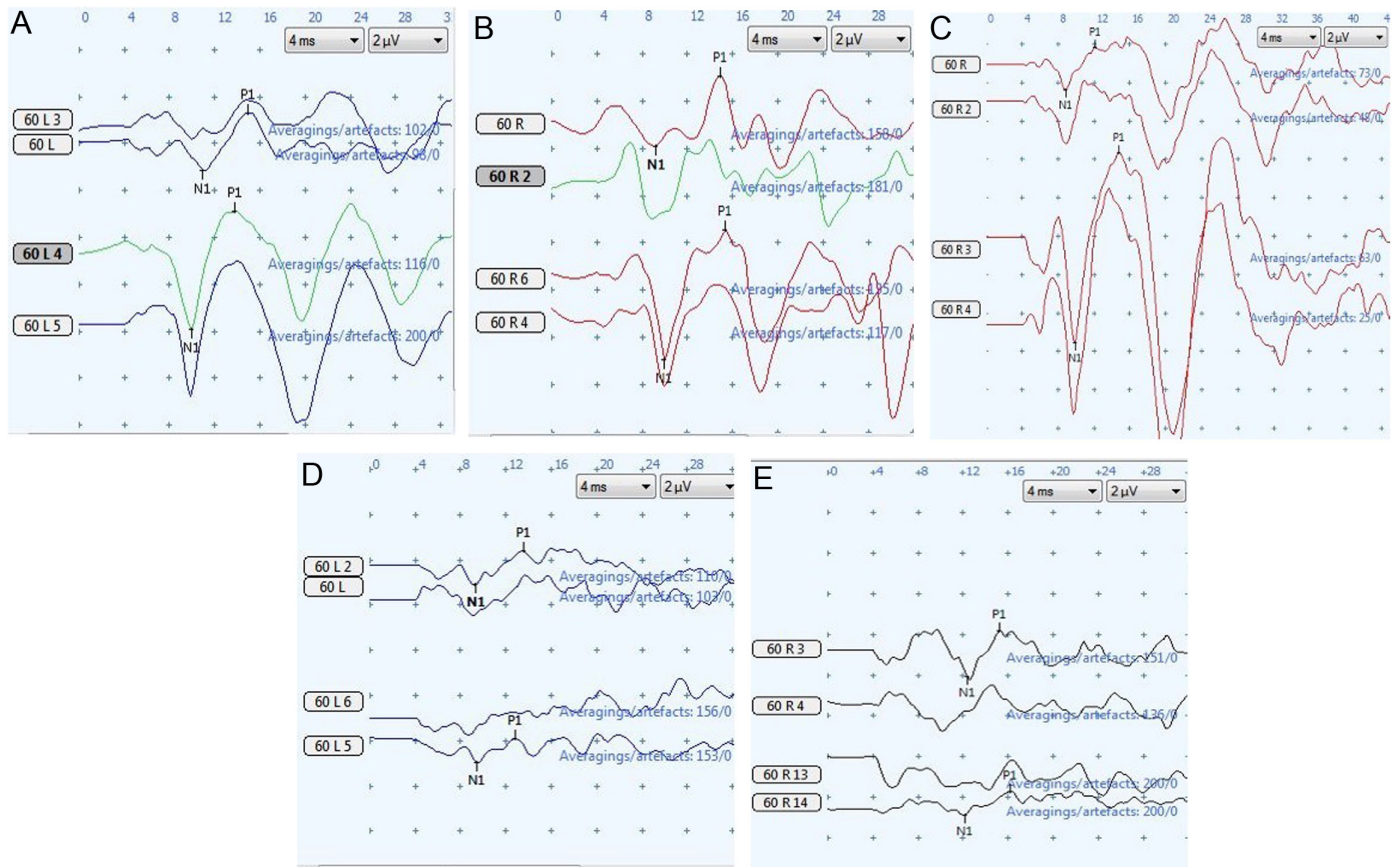 A
0 4 8 12 16 20 24 28 3.
4 ms 2 µV
P1
60 L 3
Averagings/artefacts: 102/0
60 L
Averagings/artefacts: 98/0
N1
P1
60 L 4
Averagings/artefacts: 116/0
60 L 5
Averagings/artefacts: 200/0
N1
B
0 4 8 12 16 20 24 28
4 ms 2 µV
P1
60 R
Averagings/artefacts: 158/0
N1
60 R 2
Averagings/artefacts: 181/0
P1
60 R 6
Averagings/artefacts: 195/0
60 R 4
Averagings/artefacts: 117/0
N1
C
0 4 8 12 16 20 24 28 32 36 40 44
4 ms 2 µV
P1
60 R
Averagings/artefacts: 73/0
N1
60 R 2
Averagings/artefacts: 48/0
P1
60 R 3
Averagings/artefacts: 63/0
60 R 4
Averagings/artefacts: 25/0
N1
D
0 4 8 12 16 20 24 28
4 ms 2 µV
P1
60 L 2
Averagings/artefacts: 110/0
60 L
Averagings/artefacts: 103/0
N1
60 L 6
Averagings/artefacts: 156/0
P1
60 L 5
Averagings/artefacts: 153/0
N1
E
0 +4 +8 +12 +16 +20 +24 +28
4 ms 2 µV
P1
60 R 3
Averagings/artefacts: 151/0
N1
60 R 4
Averagings/artefacts: 126/0
60 R 13
P1
Averagings/artefacts: 200/0
60 R 14
Averagings/artefacts: 200/0
N1